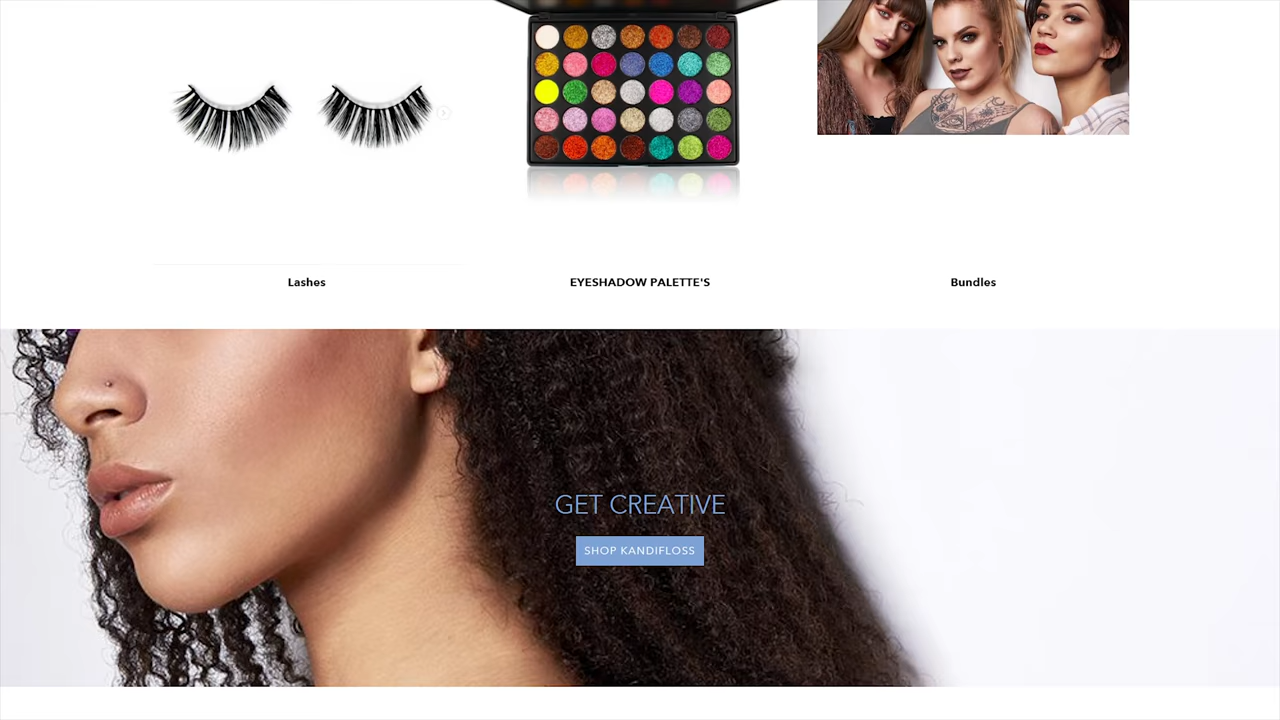 Lashes
EYESHADOW PALETTE'S
Bundles
GET CREATIVE
SHOP KANDIFLOSS